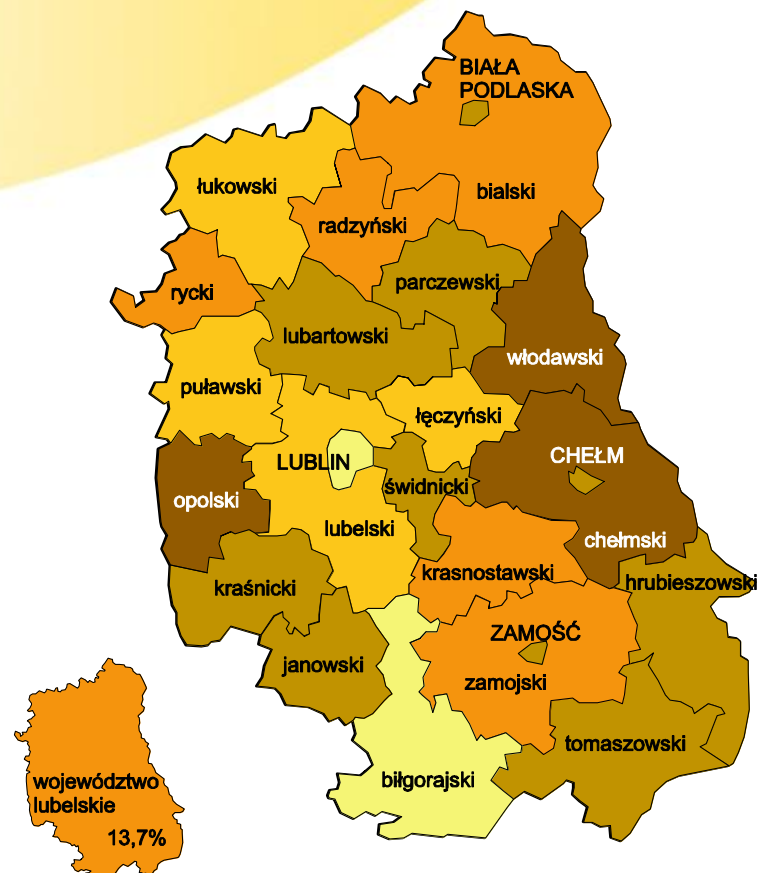 BIAŁA
PODLASKA
łukowski
bialski
radzyński
parczewski
rycki
lubartowski
włodawski
puławski
łęczyński
CHEŁM
LUBLIN
świdnicki
opolski
lubelski
chełmski
krasnostawski
hrubieszowski
kraśnicki
ZAMOŚĆ
janowski
zamojski
tomaszowski
biłgorajski
województwo
lubelskie
13,7%